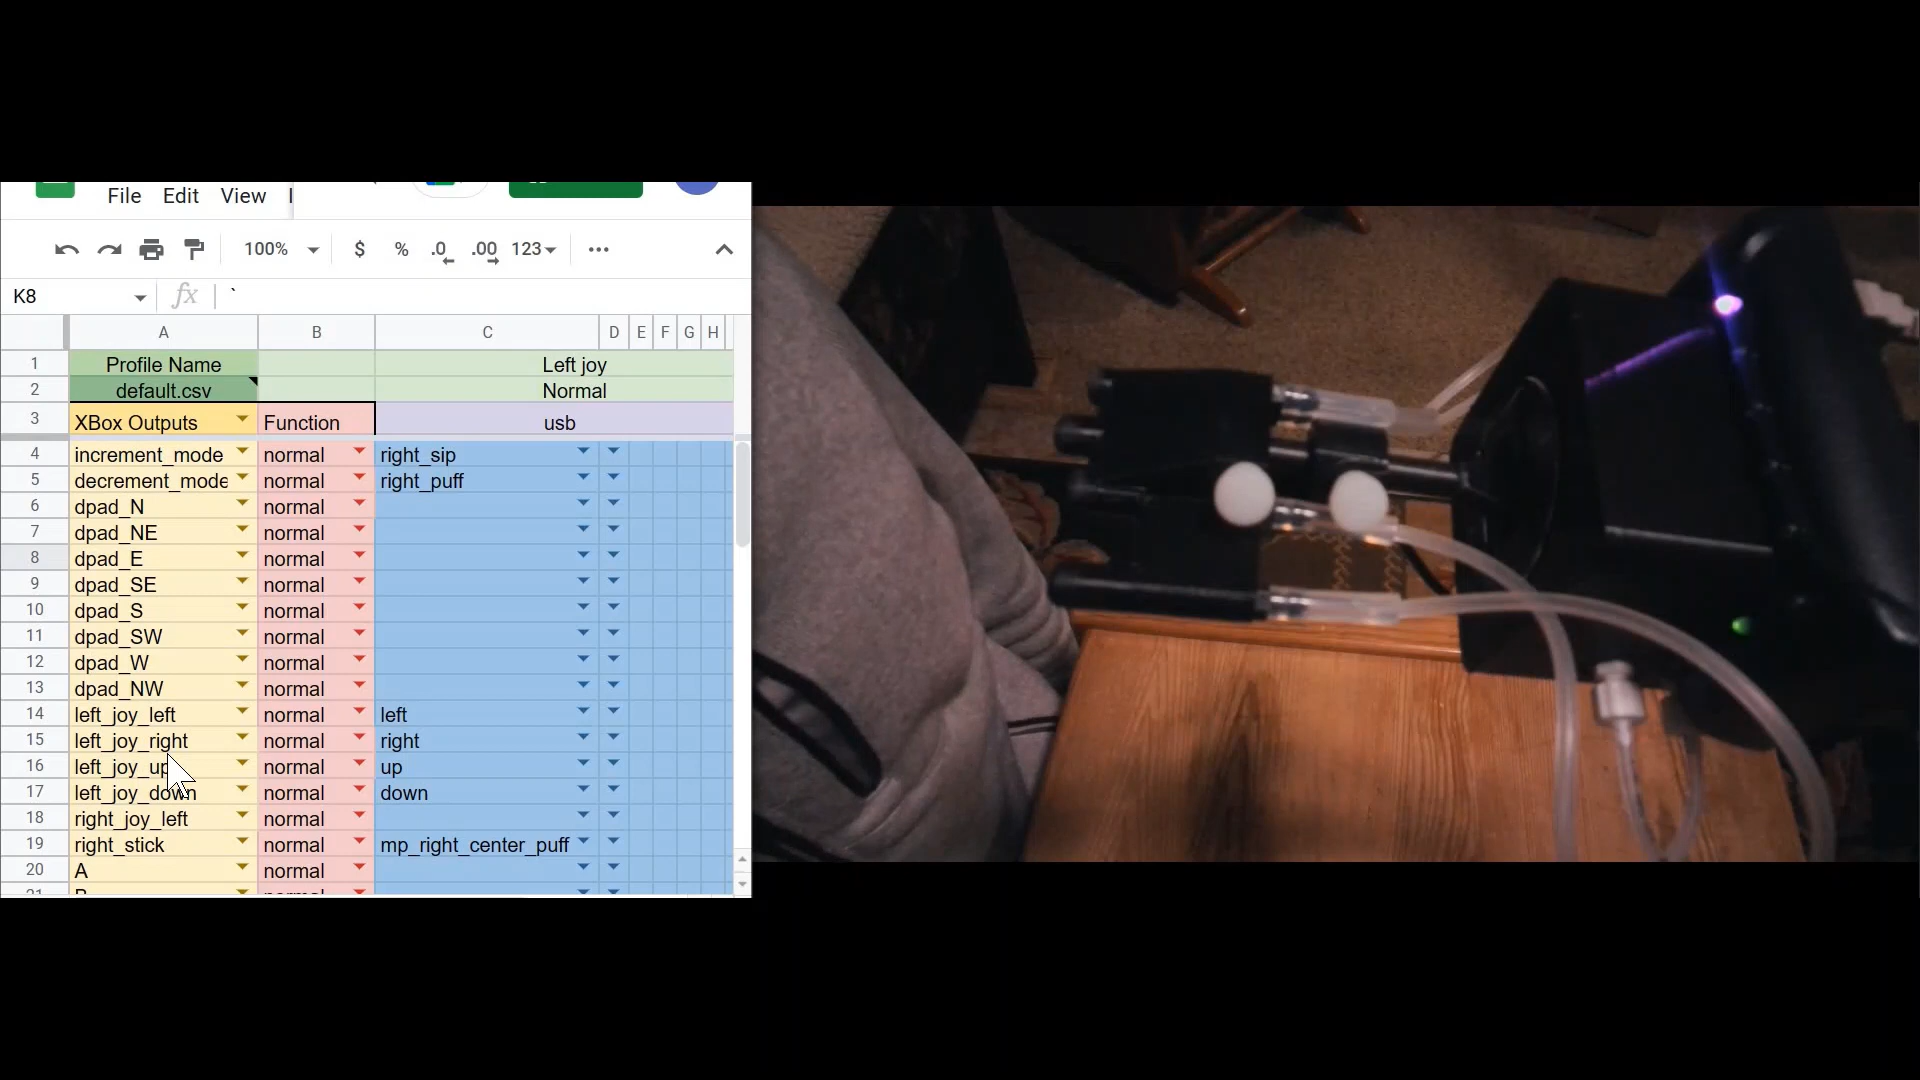 File Edit View
100% $ % .0 .00 123 ...
K8 fx `
A B C D E F G H
1 Profile Name Left joy
2 default.csv Normal
3 XBox Outputs Function usb
4 increment_mode normal right_sip
5 decrement_mode normal right_puff
6 dpad_N normal
7 dpad_NE normal
8 dpad_E normal
9 dpad_SE normal
10 dpad_S normal
11 dpad_SW normal
12 dpad_W normal
13 dpad_NW normal
14 left_joy_left normal left
15 left_joy_right normal right
16 left_joy_up normal up
17 left_joy_down normal down
18 right_joy_left normal
19 right_stick normal mp_right_center_puff
20 A normal